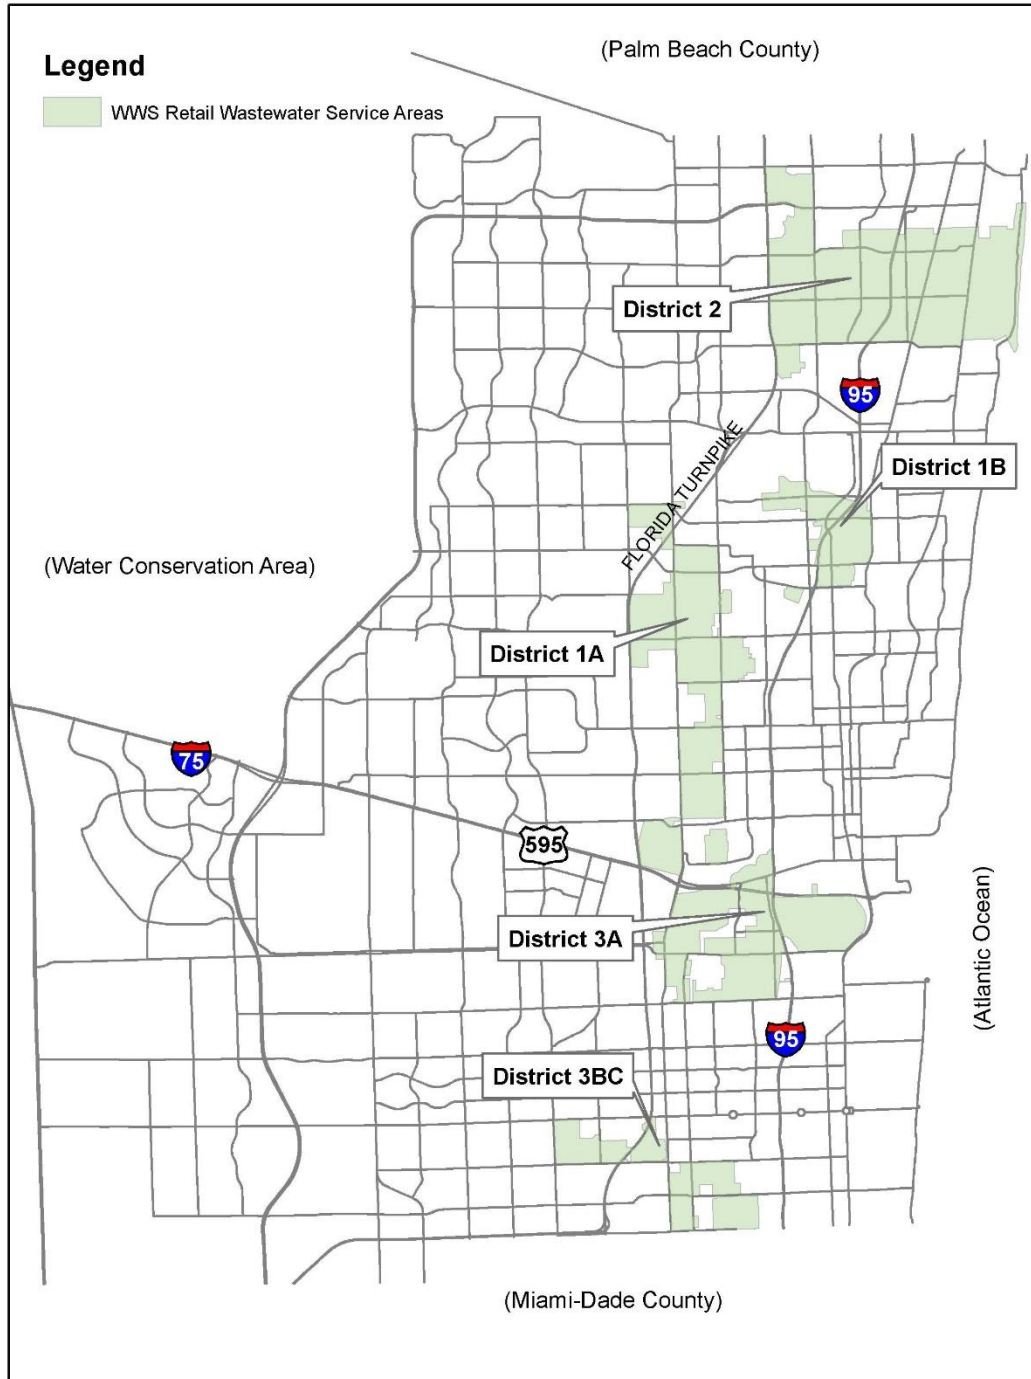 (Palm Beach County)
Legend
WWS Retail Wastewater Service Areas
District 2
95
FLORIDA TURNPIKE
District 1B
(Water Conservation Area)
District 1A
75
595
District 3A
(Atlantic Ocean)
95
District 3BC
(Miami-Dade County)